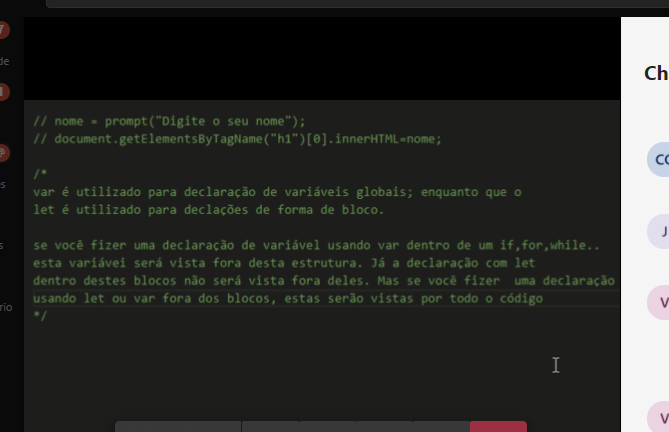 Ch
de
// nome = prompt("Digite o seu nome");
// document.getElementsByTagName("h1")[0].innerHTML=nome;
/*
var é utilizado para declaração de variáveis globais; enquanto que o
let é utilizado para declações de forma de bloco.
se você fizer uma declaração de variável usando var dentro de um if,for,while..
esta variávei será vista fora desta estrutura. Já a declaração com let
dentro destes blocos não será vista fora deles. Mas se você fizer  uma declaração
usando let ou var fora dos blocos, estas serão vistas por todo o código
*/
rio
J
V
V